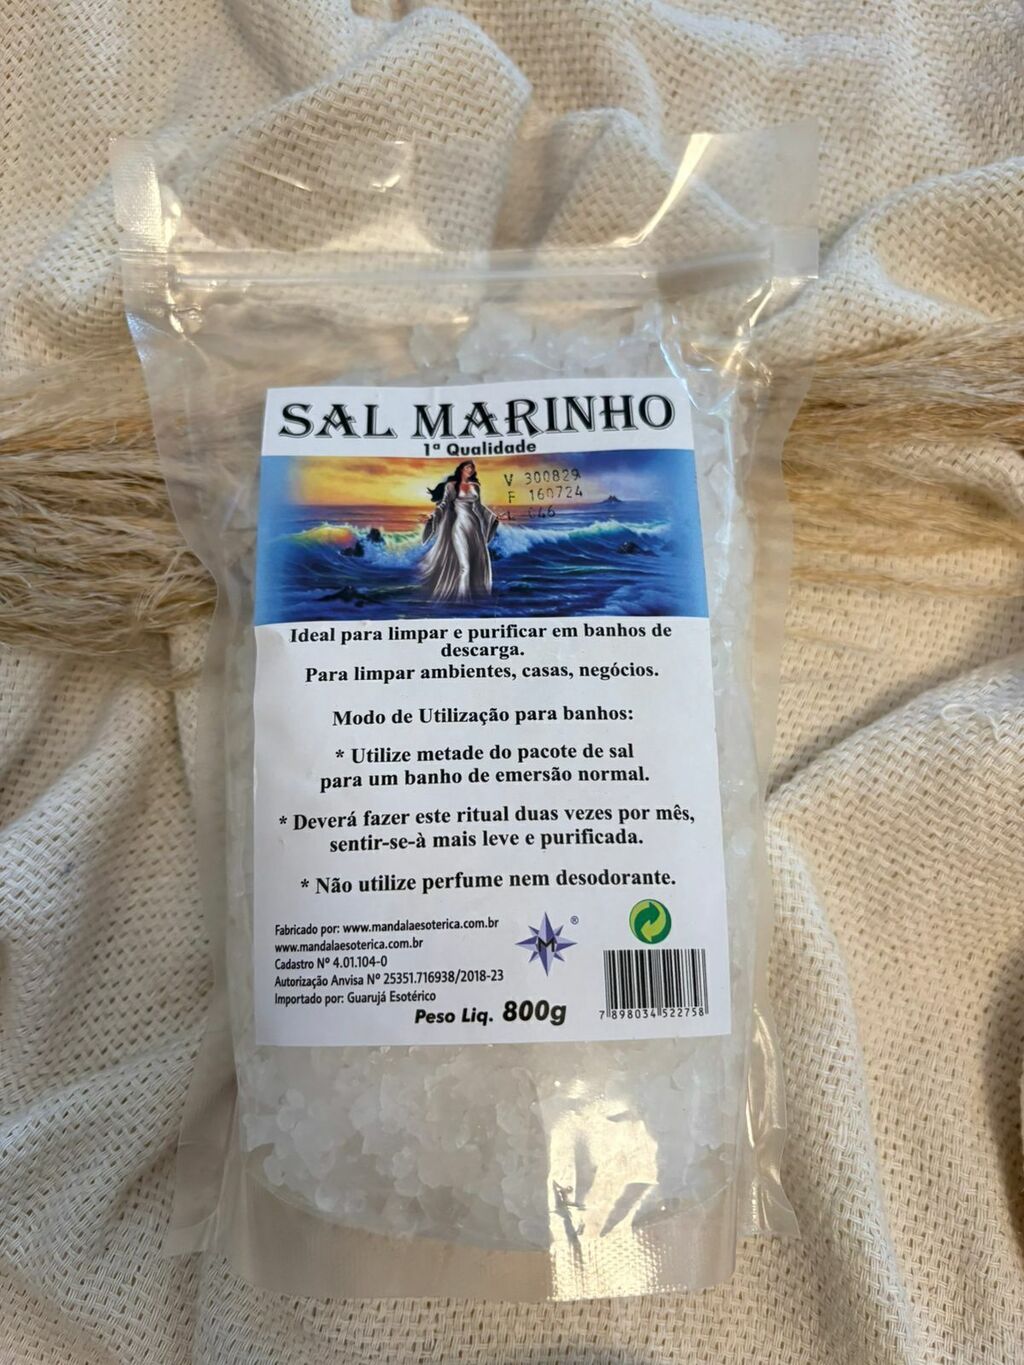 SAL MARINHO
1ª Qualidade
V 300829
F 160724
L 646
Ideal para limpar e purificar em banhos de
descarga.
Para limpar ambientes, casas, negócios.
Modo de Utilização para banhos:
* Utilize metade do pacote de sal
para um banho de emersão normal.
* Deverá fazer este ritual duas vezes por mês,
sentir-se-à mais leve e purificada.
* Não utilize perfume nem desodorante.
Fabricado por: www.mandalaesoterica.com.br
www.mandalaesoterica.com.br
Cadastro Nº 4.01.104-0
Autorização Anvisa Nº 25351.716938/2018-23
Importado por: Guarujá Esotérico
M ®
Peso Liq. 800g
7 898034 522758